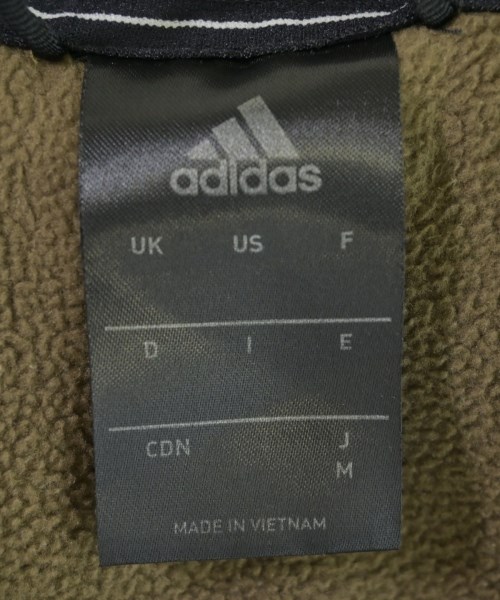 adidas
UK US F
D I E
CDN J
M
MADE IN VIETNAM